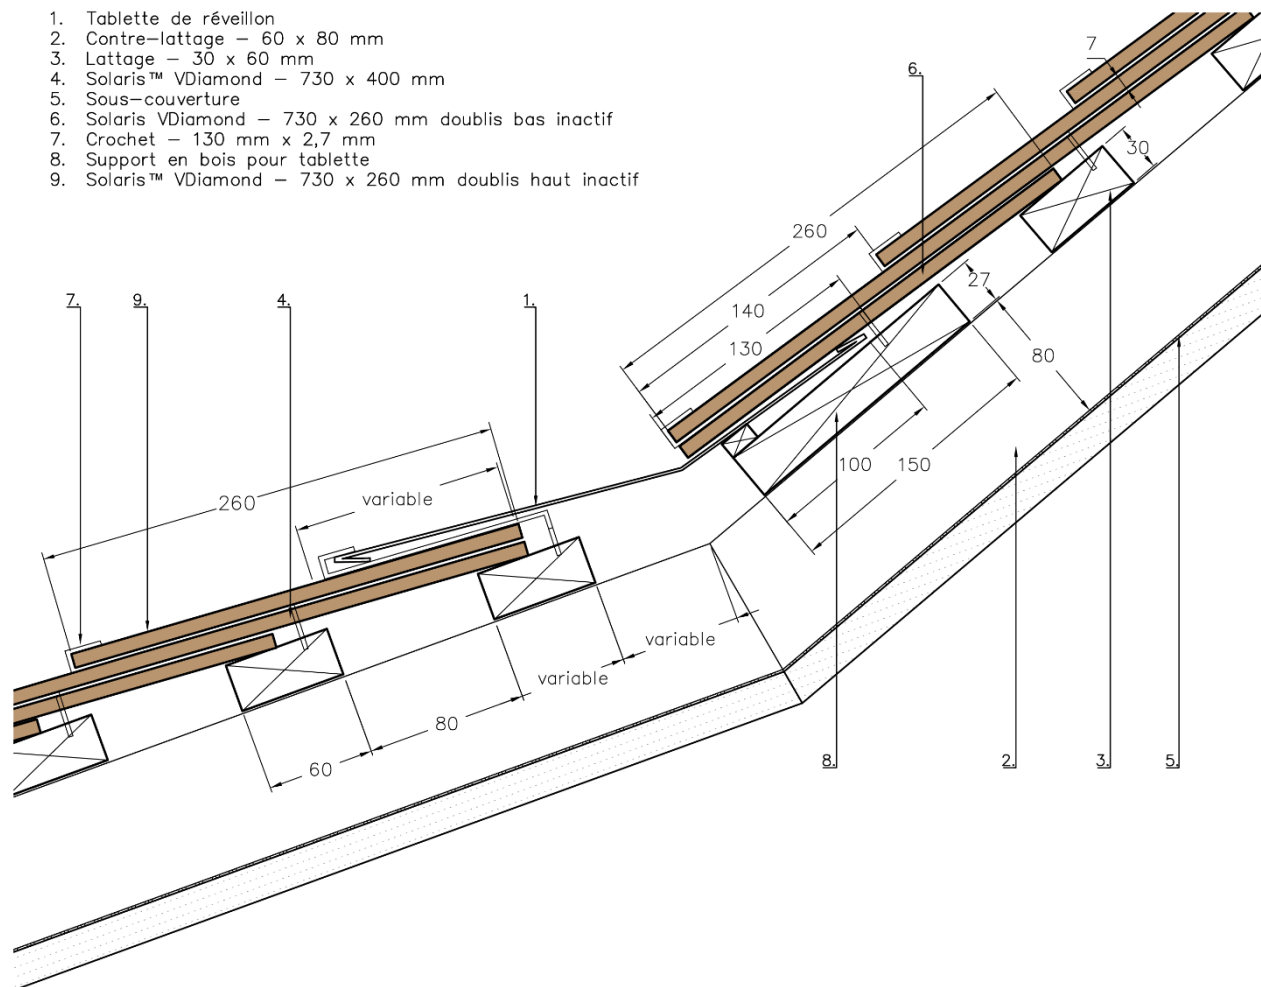 1. Tablette de réveillon
2. Contre-lattage – 60 x 80 mm
3. Lattage – 30 x 60 mm
4. Solaris™ VDiamond – 730 x 400 mm
5. Sous-couverture
6. Solaris VDiamond – 730 x 260 mm doublis bas inactif
7. Crochet – 130 mm x 2,7 mm
8. Support en bois pour tablette
9. Solaris™ VDiamond – 730 x 260 mm doublis haut inactif
7
6.
30
260
27
7.
9.
4.
1.
140
130
80
100
150
260
variable
variable
variable
80
60
8.
2.
3.
5.